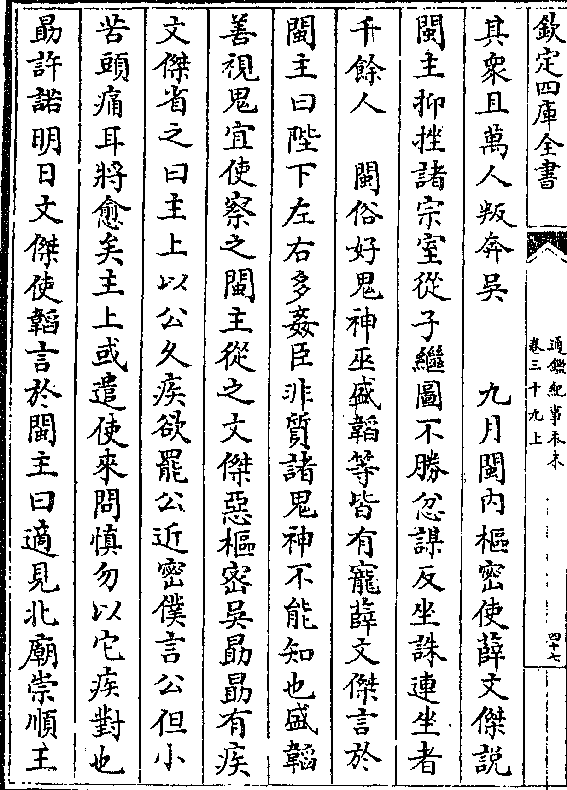 欽定四庫全書
通鑑紀事本末
卷三十九上
四十七
其衆且萬人叛奔吳　九月閩内樞密使薛文傑說
閩主抑挫諸宗室從子繼圖不勝忿謀反坐誅連坐者
千餘人　閩俗好鬼神巫盛韜等皆有寵薛文傑言於
閩主曰陛下左右多姦臣非質諸鬼神不能知也盛韜
善視鬼宜使察之閩主從之文傑惡樞密吳勗勗有疾
文傑省之曰主上以公久疾欲罷公近密僕言公但小
苦頭痛耳將愈矣主上或遣使來問慎勿以它疾對也
勗許諾明日文傑使韜言於閩主曰適見北廟崇順王